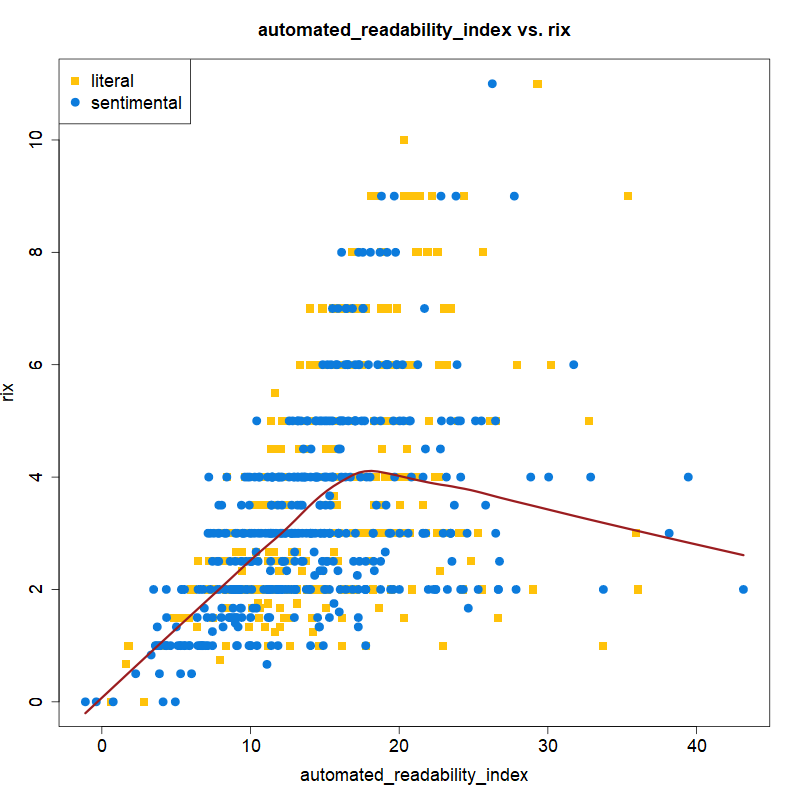 automated_readability_index vs. rix
literal
sentimental
rix
0
2
4
6
8
10
0
10
20
30
40
automated_readability_index